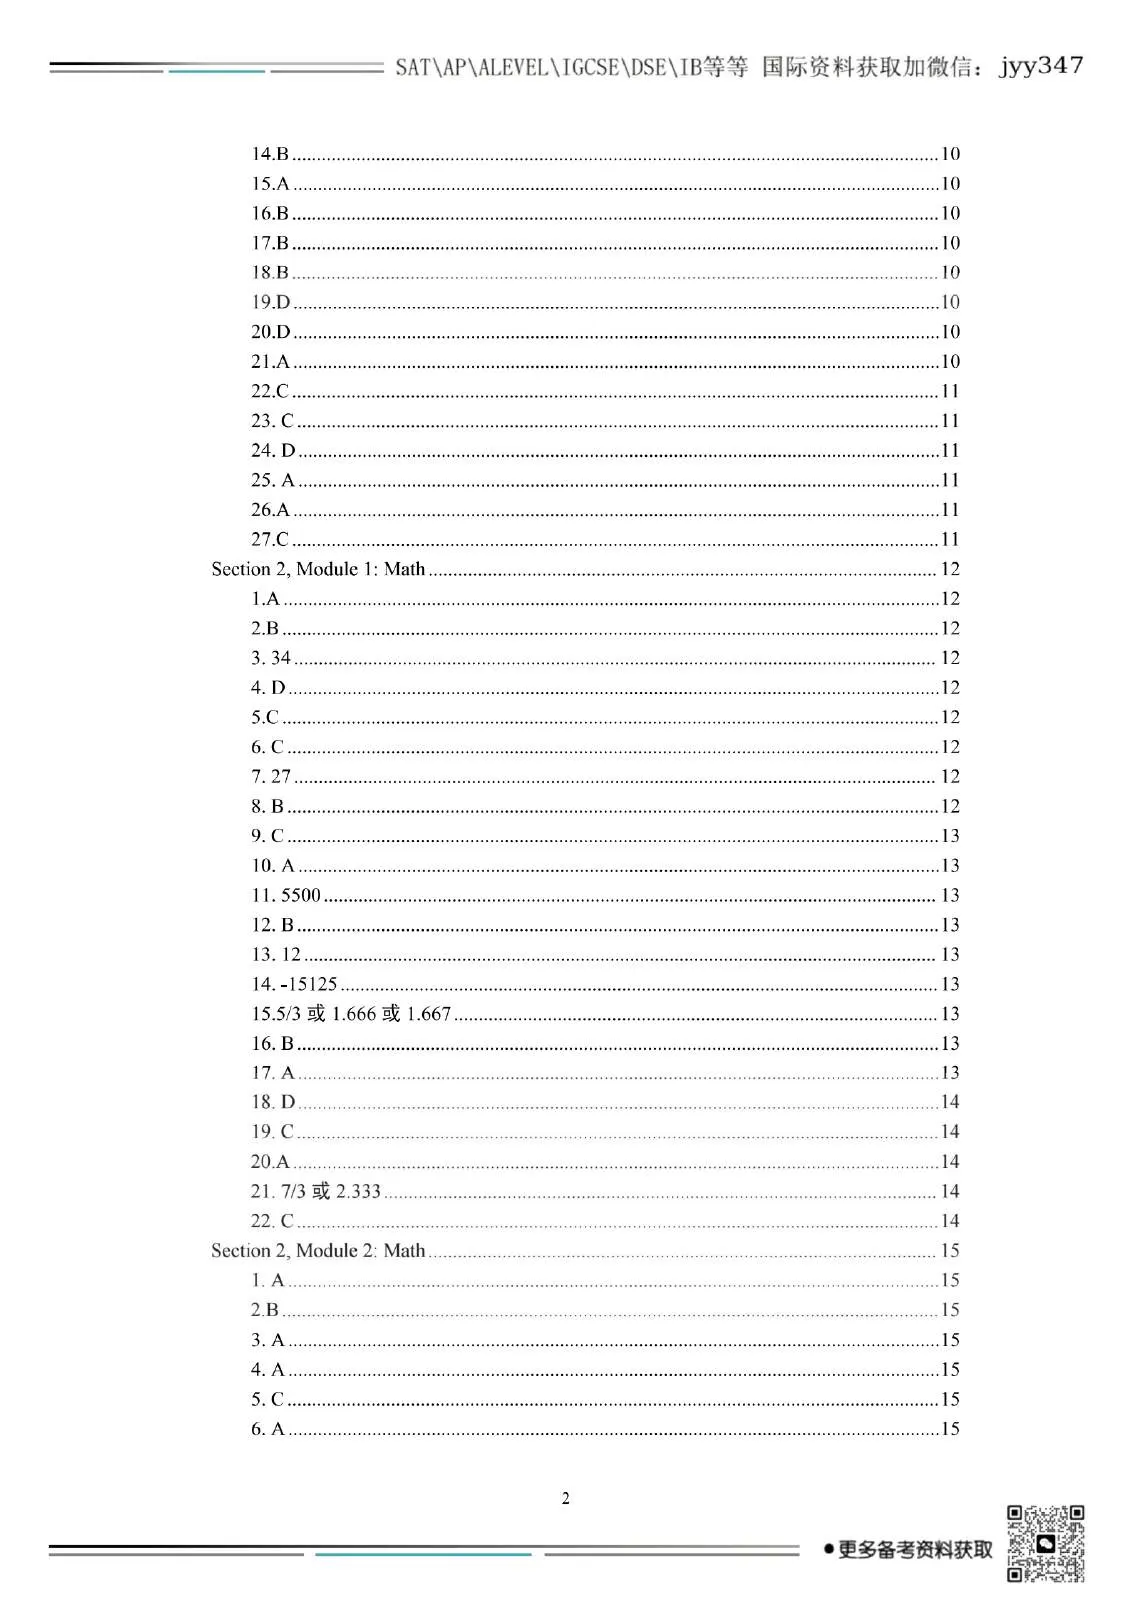 SAT\AP\ALEVEL\IGCSE\DSE\IB等等 国际资料获取加微信：jyy347
14.B........10
15.A........10
16.B........10
17.B........10
18.B........10
19.D........10
20.D........10
21.A........10
22.C........11
23. C........11
24. D........11
25. A........11
26.A........11
27.C........11
Section 2, Module 1: Math........12
1.A........12
2.B........12
3. 34........12
4. D........12
5.C........12
6. C........12
7. 27........12
8. B........12
9. C........13
10. A........13
11. 5500........13
12. B........13
13. 12........13
14. -15125........13
15.5/3 或 1.666 或 1.667........13
16. B........13
17. A........13
18. D........14
19. C........14
20.A........14
21. 7/3 或 2.333........14
22. C........14
Section 2, Module 2: Math........15
1. A........15
2.B........15
3. A........15
4. A........15
5. C........15
6. A........15
2
●更多备考资料获取